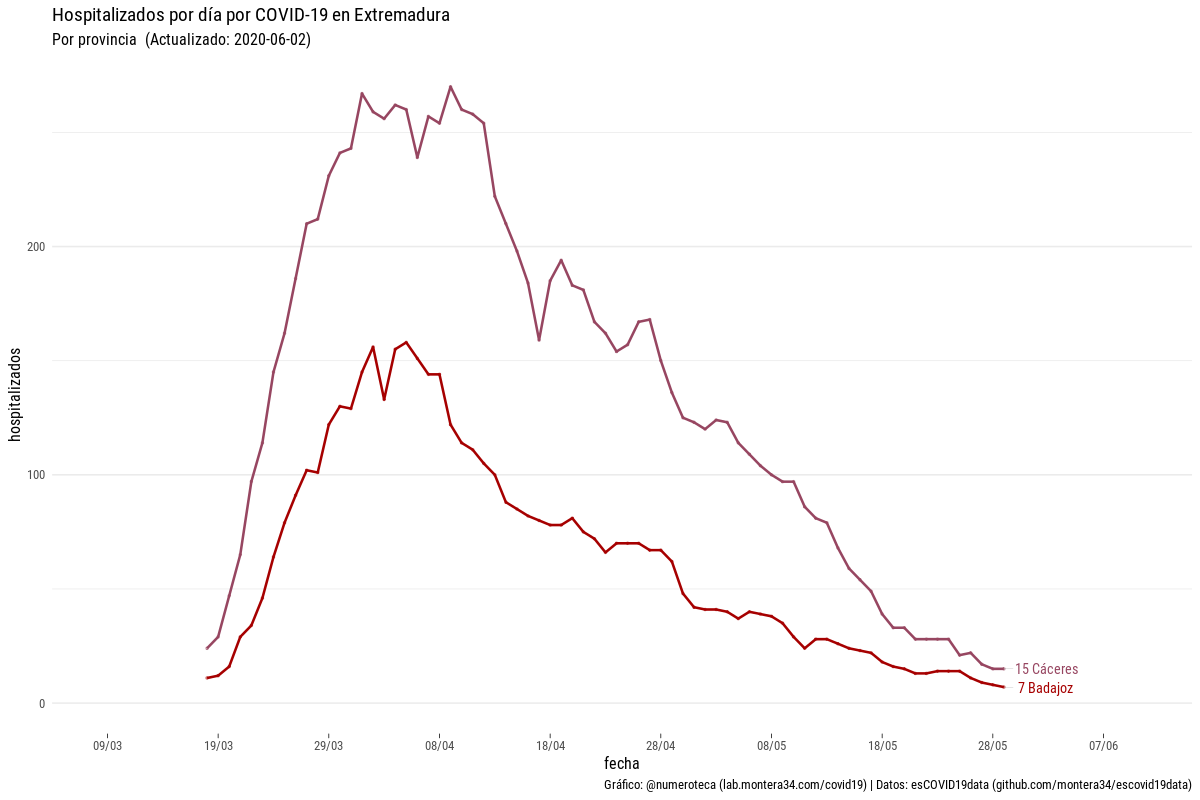 Hospitalizados por día por COVID-19 en Extremadura
Por provincia  (Actualizado: 2020-06-02)
hospitalizados
200
100
0
15 Cáceres
7 Badajoz
09/03
19/03
29/03
08/04
18/04
28/04
08/05
18/05
28/05
07/06
fecha
Gráfico: @numeroteca (lab.montera34.com/covid19) | Datos: esCOVID19data (github.com/montera34/escovid19data)